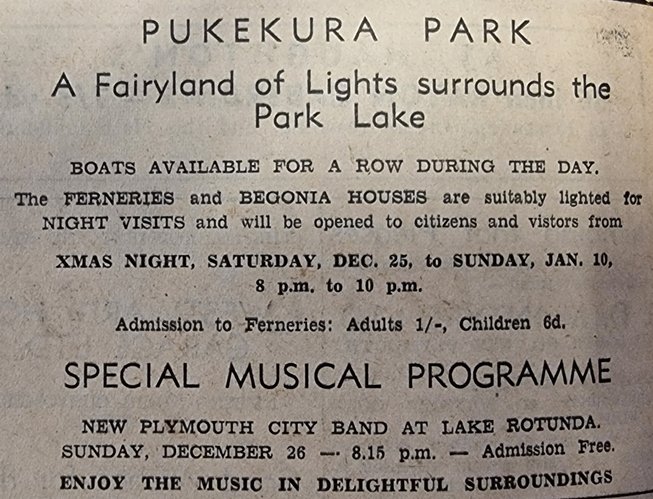 PUKEKURA PARK
A Fairyland of Lights surrounds the
Park Lake
BOATS AVAILABLE FOR A ROW DURING THE DAY.
The FERNERIES and BEGONIA HOUSES are suitably lighted for
NIGHT VISITS and will be opened to citizens and vistors from
XMAS NIGHT, SATURDAY, DEC. 25, to SUNDAY, JAN. 10,
8 p.m. to 10 p.m.
Admission to Ferneries: Adults 1/-, Children 6d.
SPECIAL MUSICAL PROGRAMME
NEW PLYMOUTH CITY BAND AT LAKE ROTUNDA.
SUNDAY, DECEMBER 26 — 8.15 p.m. — Admission Free.
ENJOY THE MUSIC IN DELIGHTFUL SURROUNDINGS